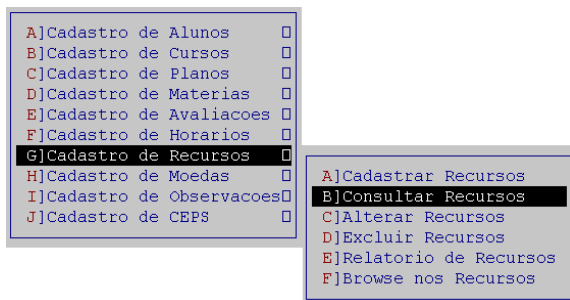 A]Cadastro de Alunos
B]Cadastro de Cursos
C]Cadastro de Planos
D]Cadastro de Materias
E]Cadastro de Avaliacoes
F]Cadastro de Horarios
G]Cadastro de Recursos
H]Cadastro de Moedas
I]Cadastro de Observacoes
J]Cadastro de CEPS
A]Cadastrar Recursos
B]Consultar Recursos
C]Alterar Recursos
D]Excluir Recursos
E]Relatorio de Recursos
F]Browse nos Recursos